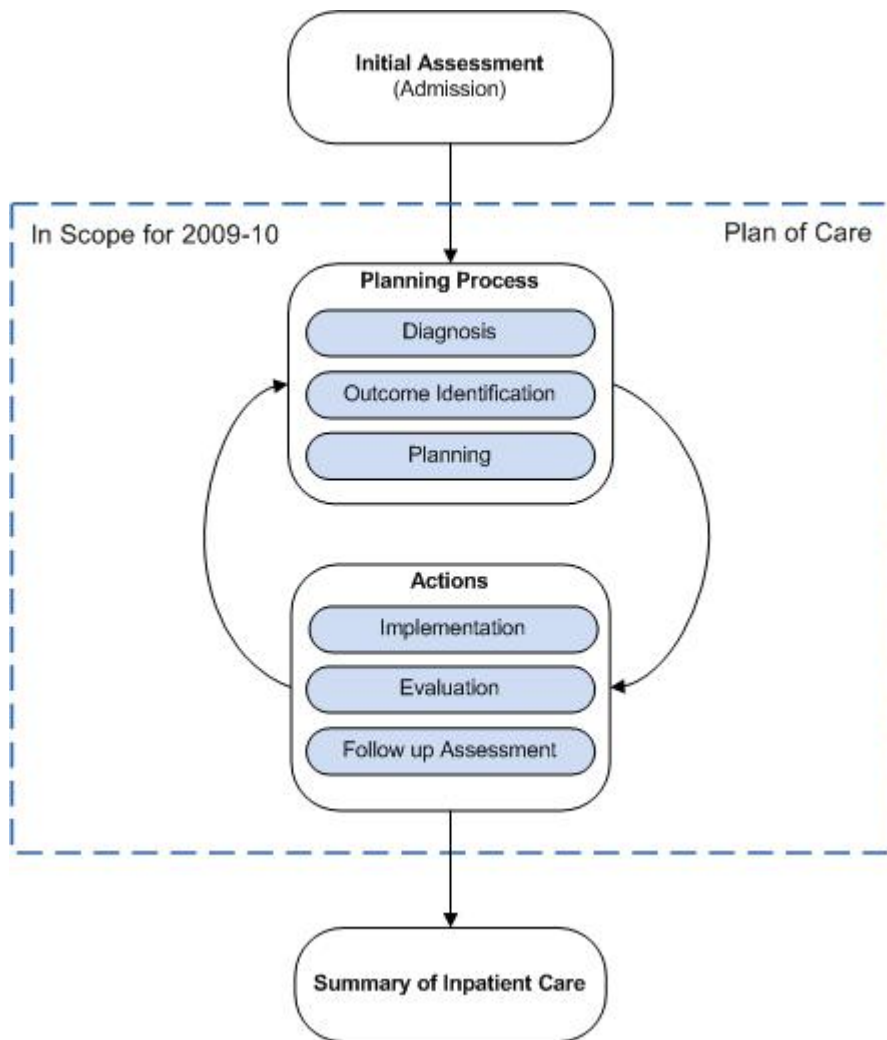 Initial Assessment
(Admission)
In Scope for 2009-10
Plan of Care
Planning Process
Diagnosis
Outcome Identification
Planning
Actions
Implementation
Evaluation
Follow up Assessment
Summary of Inpatient Care